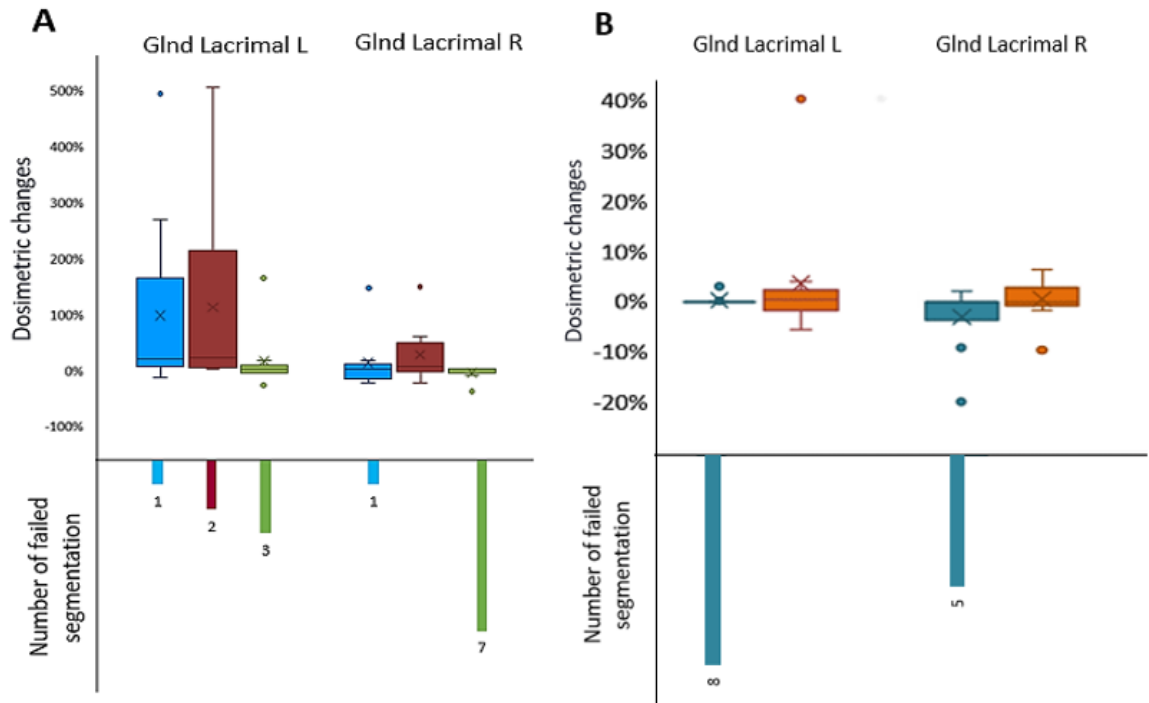 A
Glnd Lacrimal L
Glnd Lacrimal R
Dosimetric changes
500%
400%
300%
200%
100%
0%
-100%
Number of failed
segmentation
1
2
3
1
7
B
Glnd Lacrimal L
Glnd Lacrimal R
Dosimetric changes
40%
30%
20%
10%
0%
-10%
-20%
Number of failed
segmentation
8
5